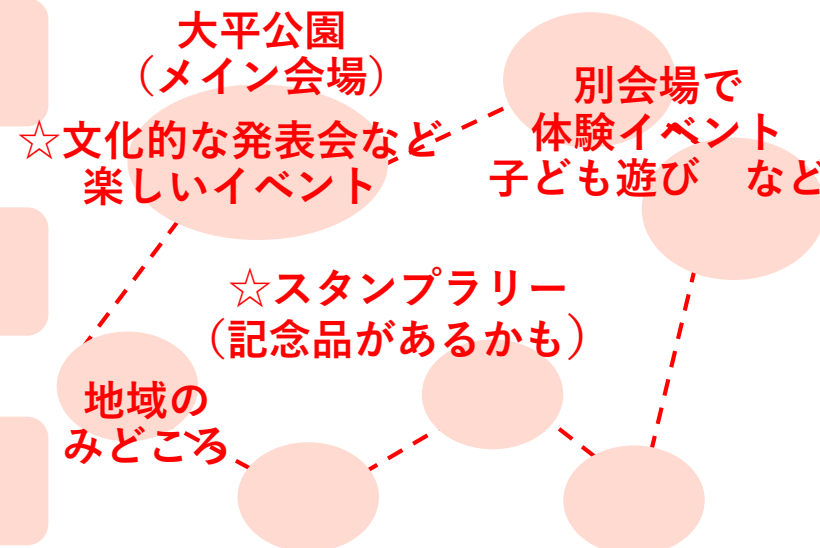 大平公園
（メイン会場）
☆文化的な発表会など
楽しいイベント
別会場で
体験イベント
子ども遊び　など
☆スタンプラリー
（記念品があるかも）
地域の
みどころ